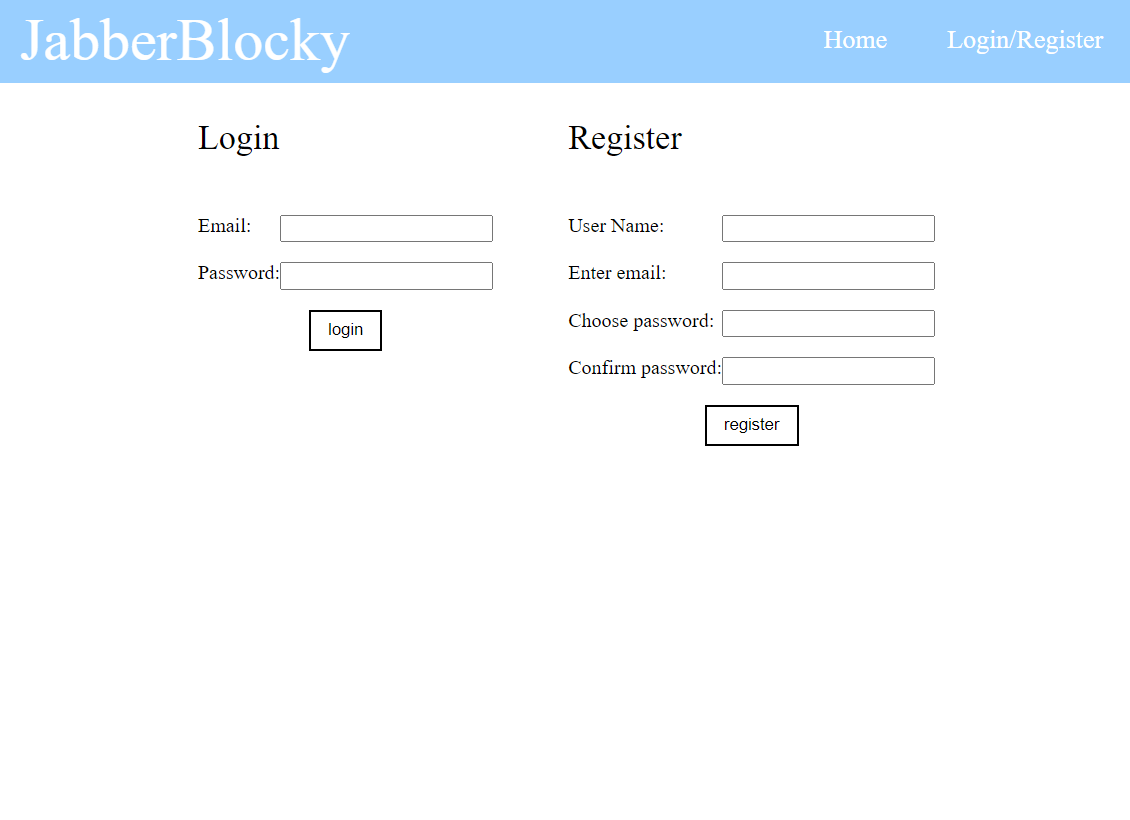 JabberBlocky
Home
Login/Register
Login
Email:
Password:
login
Register
User Name:
Enter email:
Choose password:
Confirm password:
register